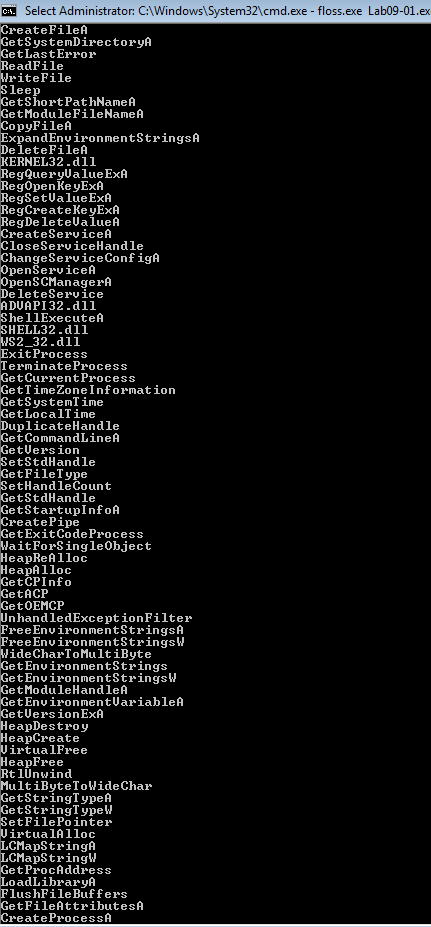 Select Administrator: C:\Windows\System32\cmd.exe - floss.exe Lab09-01.ex
CreateFileA
GetSystemDirectoryA
GetLastError
ReadFile
WriteFile
Sleep
GetShortPathNameA
GetModuleFileNameA
CopyFileA
ExpandEnvironmentStringsA
DeleteFileA
KERNEL32.dll
RegQueryValueExA
RegOpenKeyExA
RegSetValueExA
RegCreateKeyExA
RegDeleteValueA
CreateServiceA
CloseServiceHandle
ChangeServiceConfigA
OpenServiceA
OpenSCManagerA
DeleteService
ADVAPI32.dll
ShellExecuteA
SHELL32.dll
WS2_32.dll
ExitProcess
TerminateProcess
GetCurrentProcess
GetTimeZoneInformation
GetSystemTime
GetLocalTime
DuplicateHandle
GetCommandLineA
GetVersion
SetStdHandle
GetFileType
SetHandleCount
GetStdHandle
GetStartupInfoA
CreatePipe
GetExitCodeProcess
WaitForSingleObject
HeapReAlloc
HeapAlloc
GetCPInfo
GetACP
GetOEMCP
UnhandledExceptionFilter
FreeEnvironmentStringsA
FreeEnvironmentStringsW
WideCharToMultiByte
GetEnvironmentStrings
GetEnvironmentStringsW
GetModuleHandleA
GetEnvironmentVariableA
GetVersionExA
HeapDestroy
HeapCreate
VirtualFree
HeapFree
RtlUnwind
MultiByteToWideChar
GetStringTypeA
GetStringTypeW
SetFilePointer
VirtualAlloc
LCMapStringA
LCMapStringW
GetProcAddress
LoadLibraryA
FlushFileBuffers
GetFileAttributesA
CreateProcessA